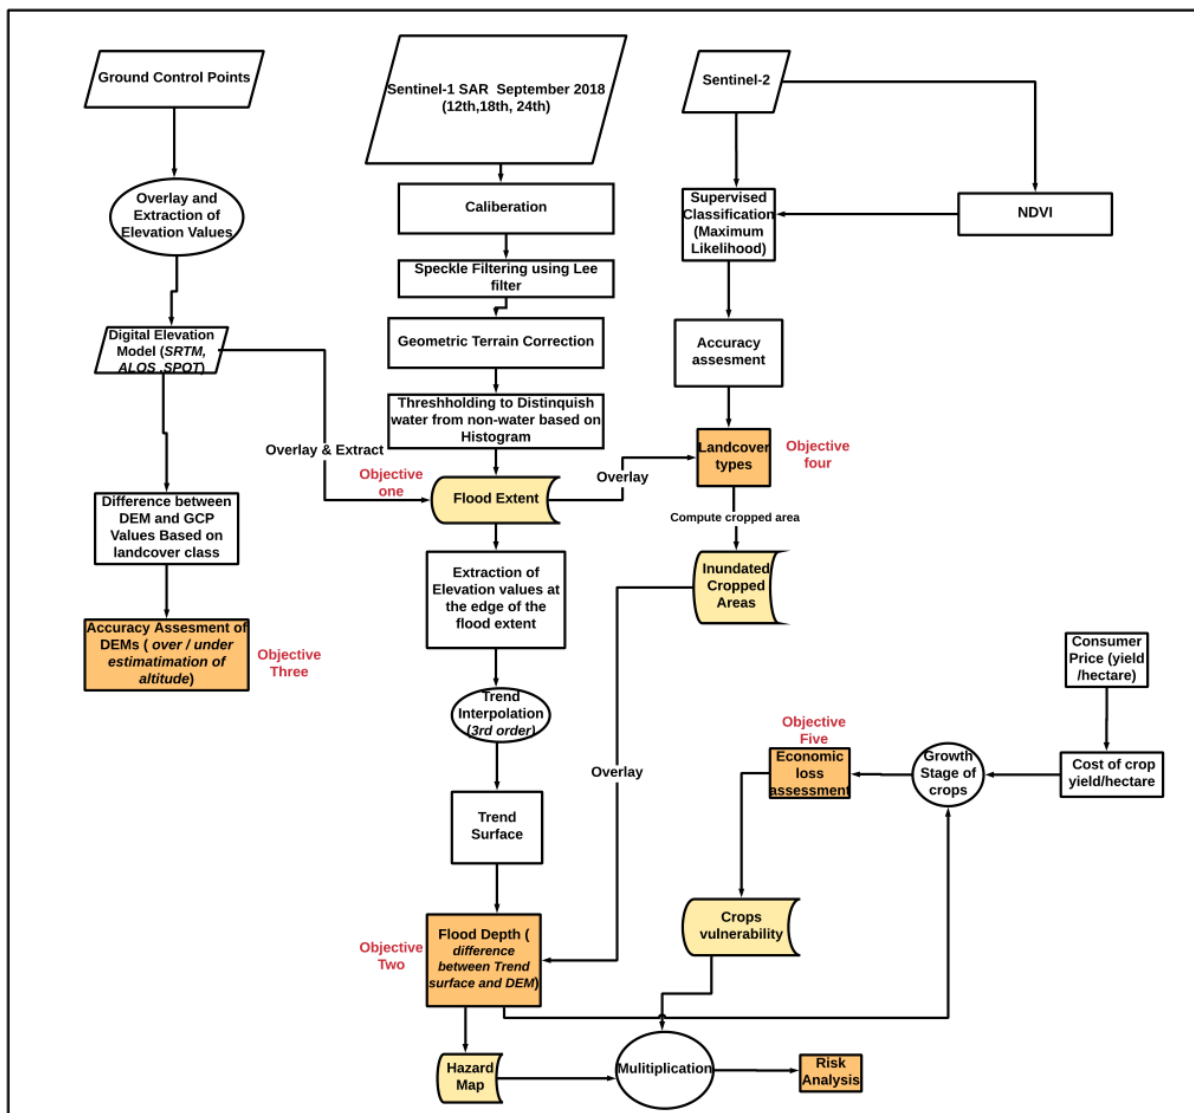 Ground Control Points
Overlay and
Extraction of
Elevation Values
Digital Elevation
Model (SRTM,
ALOS ,SPOT)
Difference between
DEM and GCP
Values Based on
landcover class
Accuracy Assesment of
DEMs ( over / under
estimatimation of
altitude)
Objective
Three
Overlay & Extract
Sentinel-1 SAR September 2018
(12th,18th, 24th)
Caliberation
Speckle Filtering using Lee
filter
Geometric Terrain Correction
Threshholding to Distinquish
water from non-water based on
Histogram
Objective
one
Flood Extent
Extraction of
Elevation values at
the edge of the
flood extent
Trend
Interpolation
(3rd order)
Trend
Surface
Objective
Two
Flood Depth (
difference
between Trend
surface and DEM)
Hazard
Map
Overlay
Sentinel-2
NDVI
Supervised
Classification
(Maximum
Likelihood)
Accuracy
assesment
Landcover
types
Objective
four
Compute cropped area
Inundated
Cropped
Areas
Overlay
Consumer
Price (yield
/hectare)
Cost of crop
yield/hectare
Growth
Stage of
crops
Objective
Five
Economic
loss
assessment
Crops
vulnerability
Mulitiplication
Risk
Analysis